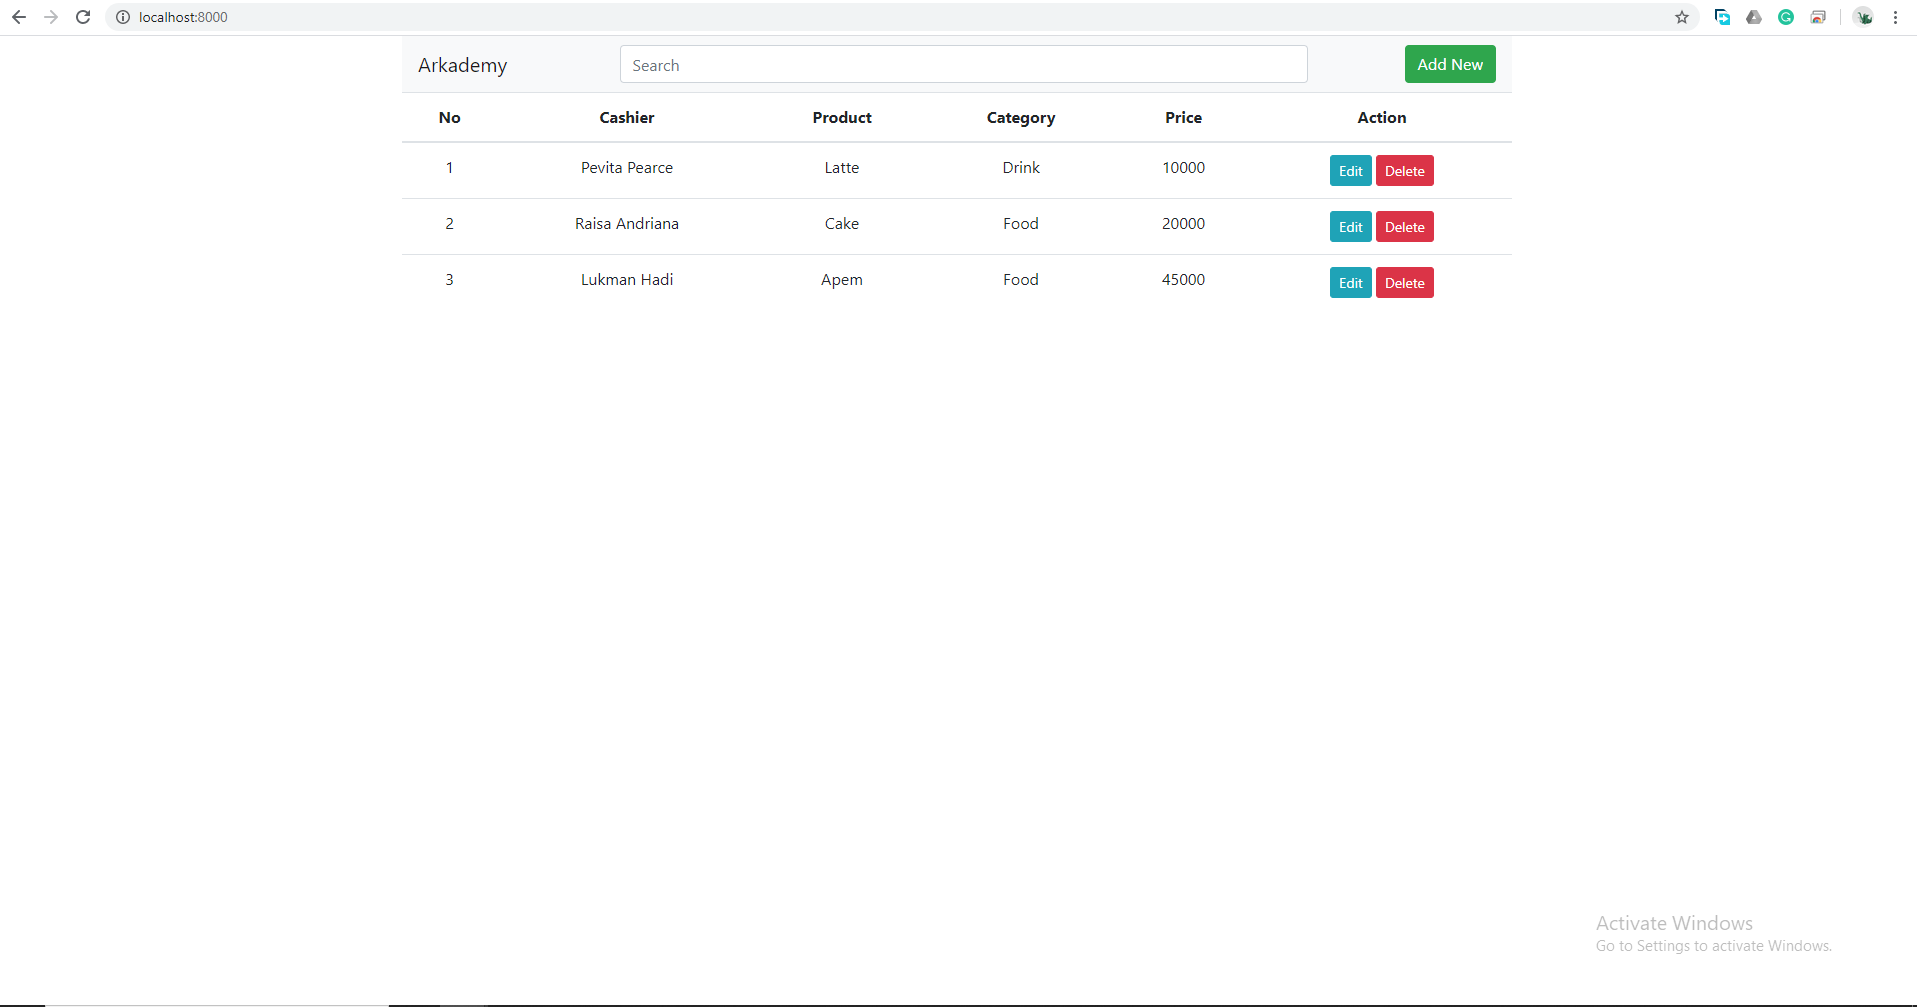 localhost:8000
Arkademy Search Add New
No Cashier Product Category Price Action
1 Pevita Pearce Latte Drink 10000 Edit Delete
2 Raisa Andriana Cake Food 20000 Edit Delete
3 Lukman Hadi Apem Food 45000 Edit Delete
Activate Windows
Go to Settings to activate Windows.